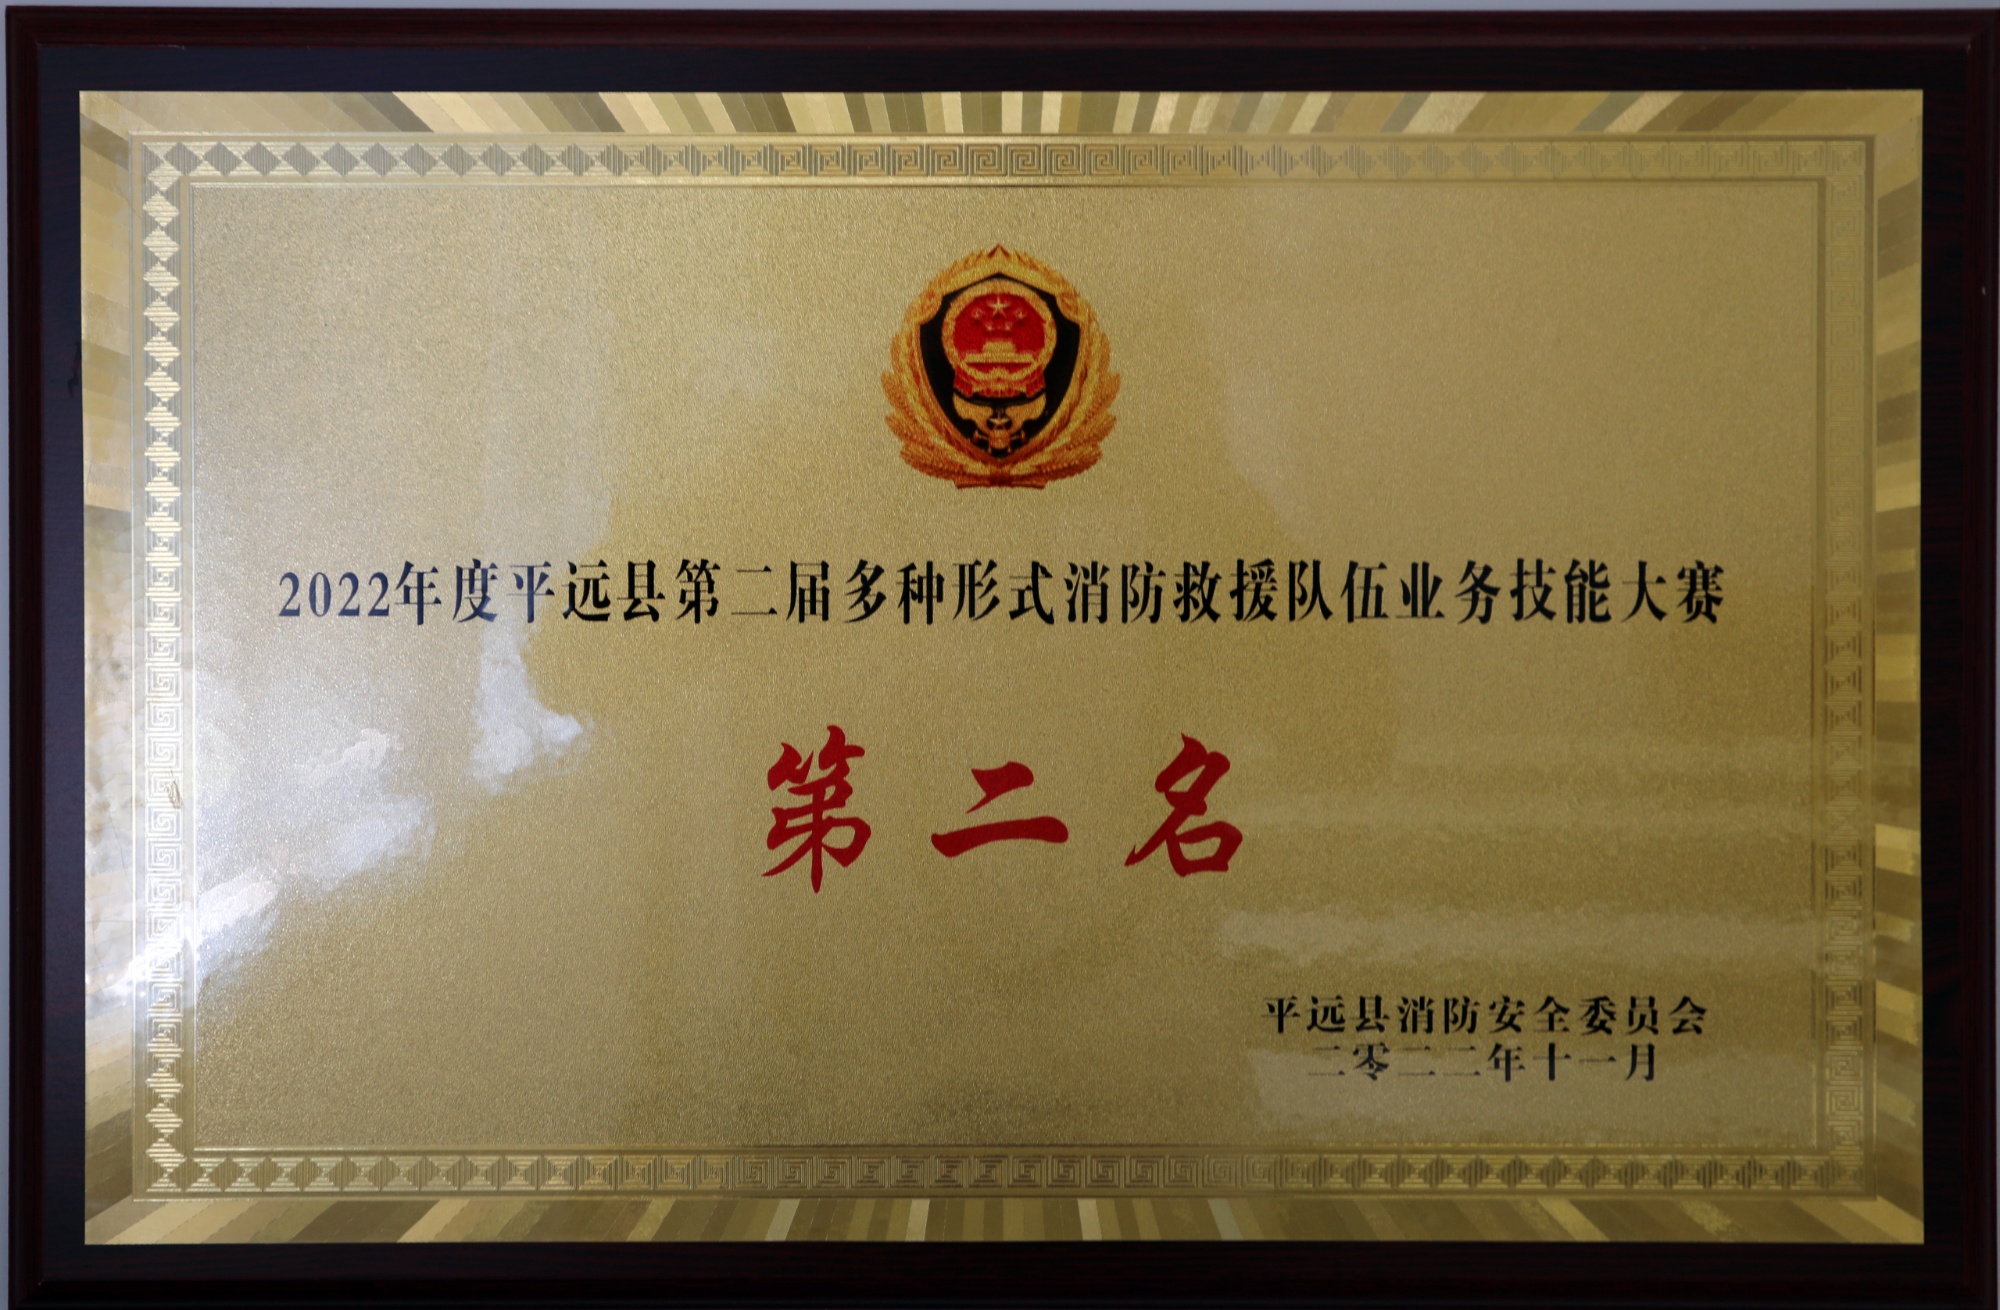 2022年度平远县第二届多种形式消防救援队伍业务技能大赛
第二名
平远县消防安全委员会
二零二二年十一月